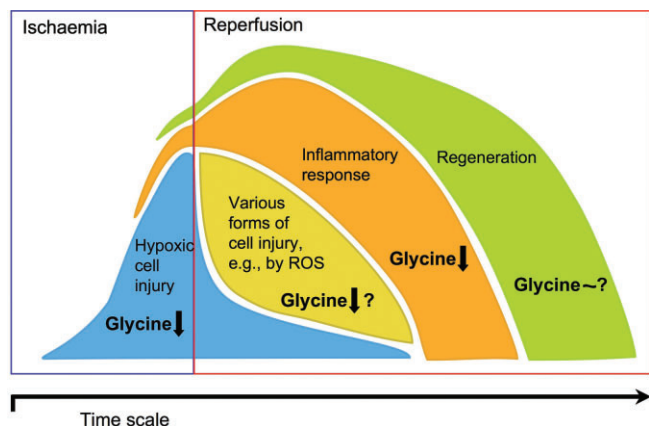 Ischaemia
Reperfusion
Hypoxic
cell
injury
Glycine⬇
Various
forms of
cell injury,
e.g., by ROS
Glycine⬇?
Inflammatory
response
Glycine⬇
Regeneration
Glycine~?
Time scale